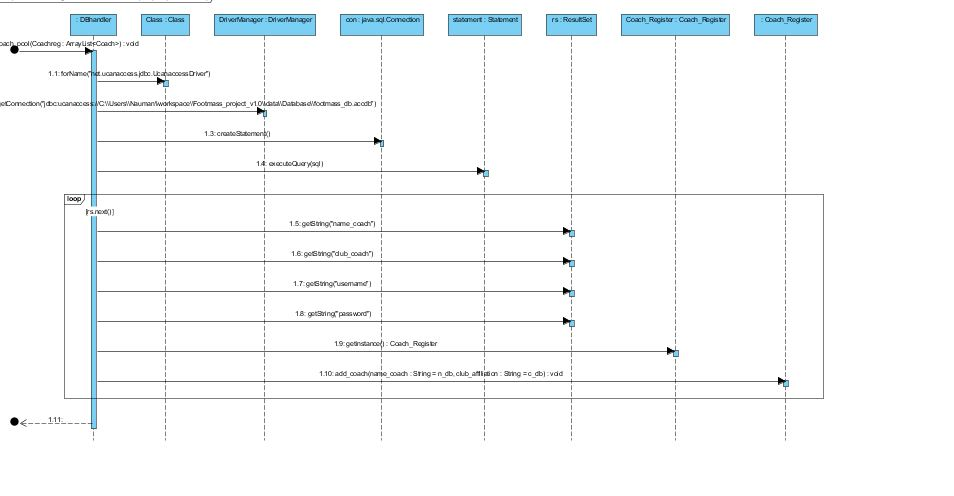 : DBhandler
Class : Class
DriverManager : DriverManager
con : java.sql.Connection
statement : Statement
rs : ResultSet
Coach_Register : Coach_Register
: Coach_Register
oach_pool(Coachreg : ArrayList<Coach>) : void
1.1: forName("net.ucanaccess.jdbc.UcanaccessDriver")
getConnection("jdbc:ucanaccess://C:\\Users\\Nauman\\workspace\\Footmass_project_v1.0\\data\\Database\\footmass_db.accdb")
1.3: createStatement()
1.4: executeQuery(sql)
loop
[rs.next()]
1.5: getString("name_coach")
1.6: getString("club_coach")
1.7: getString("username")
1.8: getString("password")
1.9: getInstance() : Coach_Register
1.10: add_coach(name_coach : String = n_db, club_affiliation : String = c_db) : void
1.11: